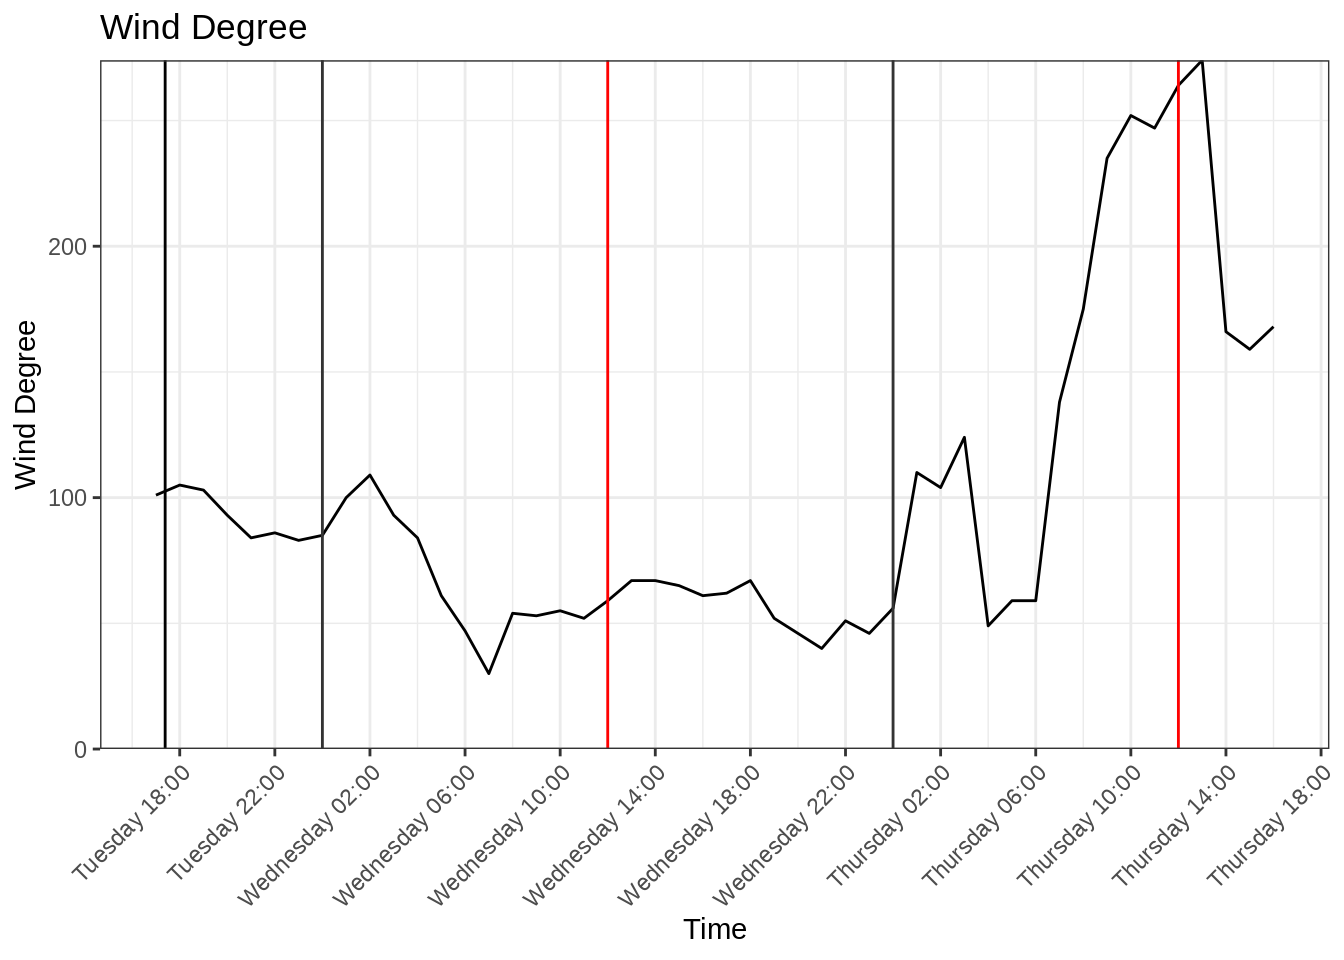 Wind Degree
Wind Degree
200
100
0
Tuesday 18:00
Tuesday 22:00
Wednesday 02:00
Wednesday 06:00
Wednesday 10:00
Wednesday 14:00
Wednesday 18:00
Wednesday 22:00
Thursday 02:00
Thursday 06:00
Thursday 10:00
Thursday 14:00
Thursday 18:00
Time